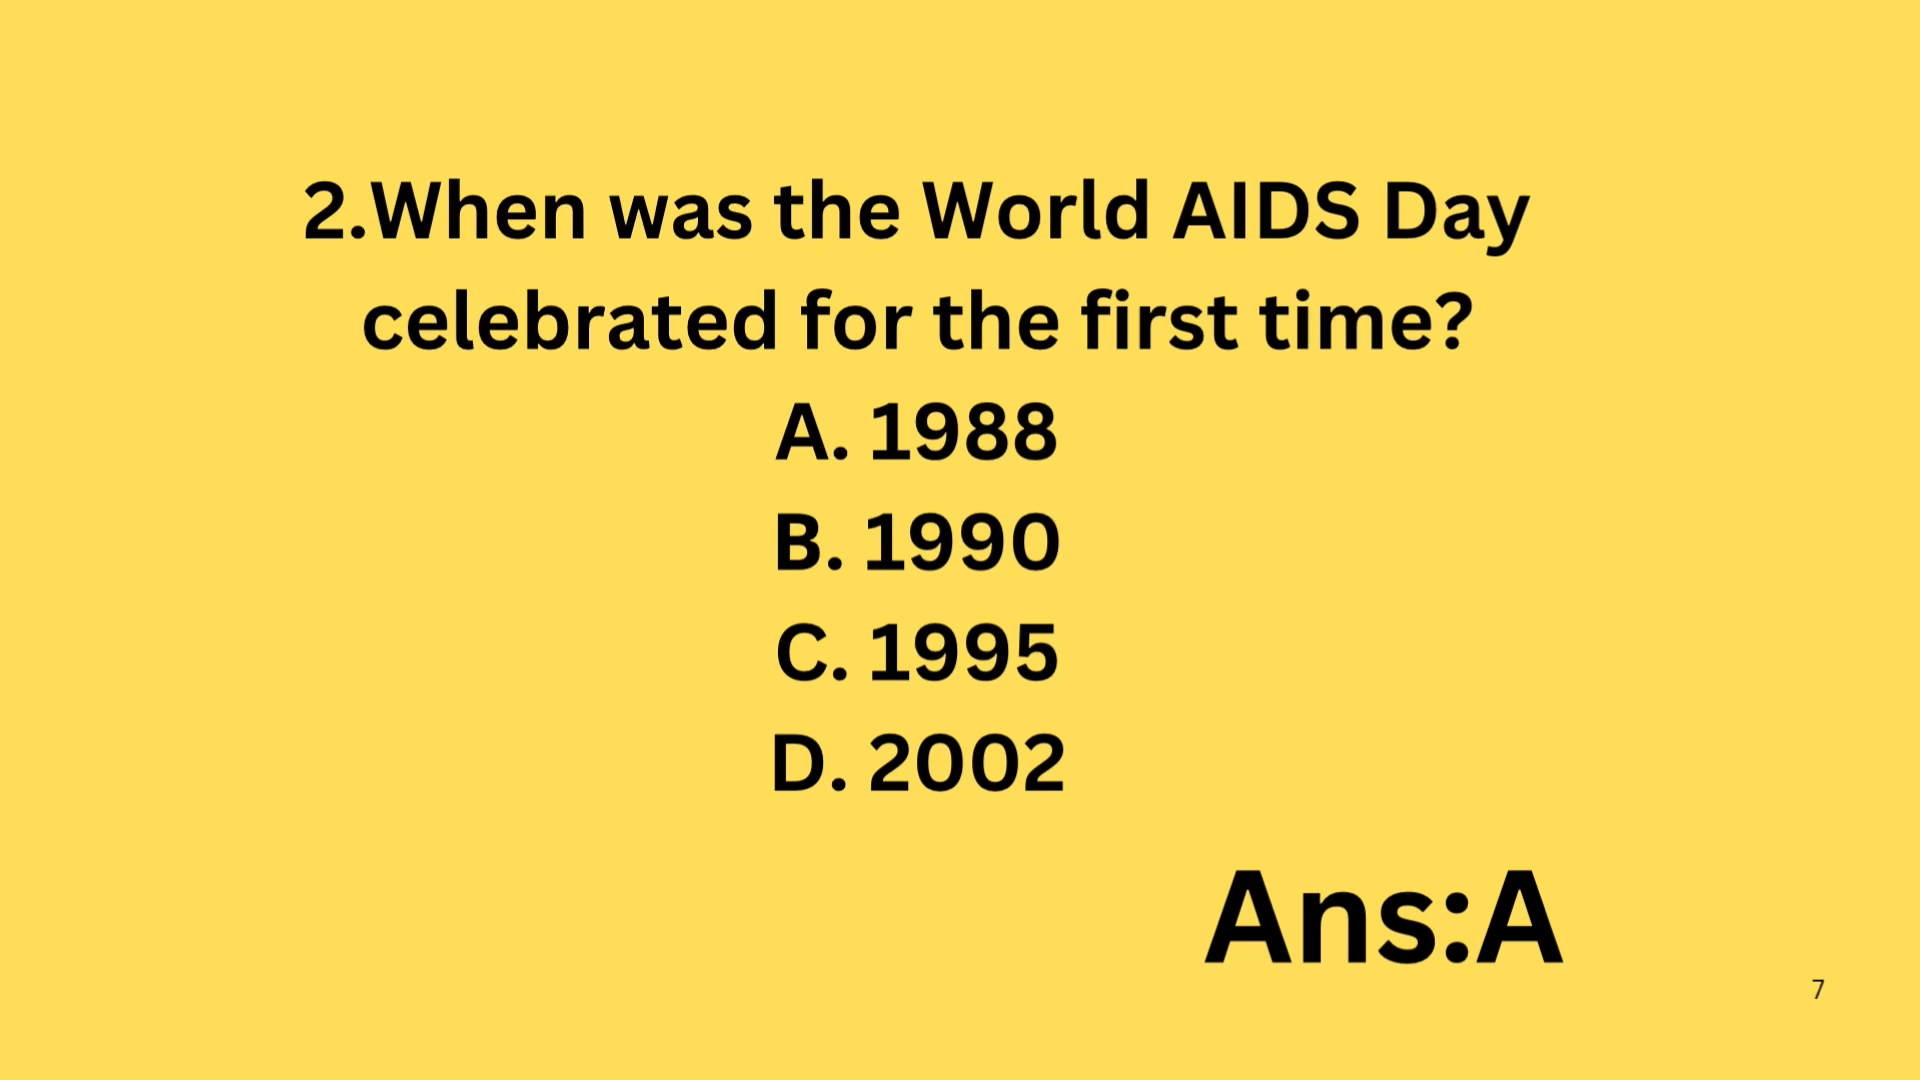 2.When was the World AIDS Day
celebrated for the first time?
A. 1988
B. 1990
C. 1995
D. 2002
Ans:A
7